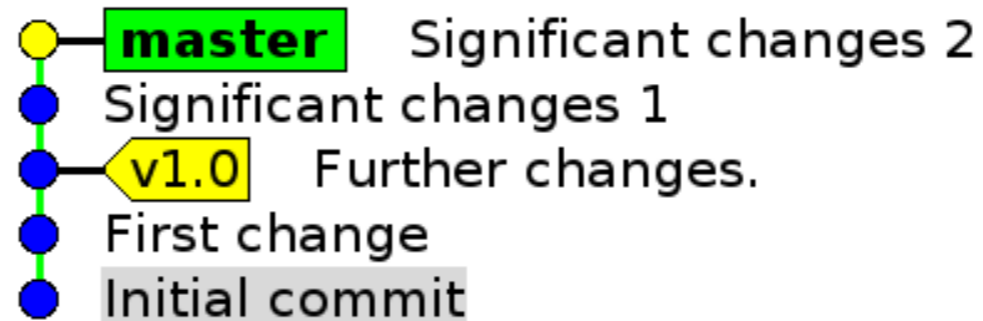 master Significant changes 2
Significant changes 1
v1.0 Further changes.
First change
Initial commit